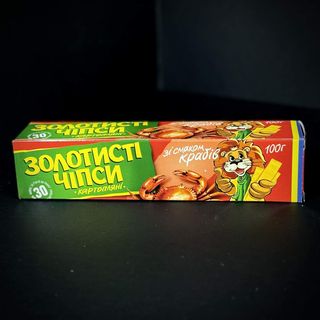 ЗОЛОТИСТІ
ЧІПСИ
картопляні
зі смаком
крабів
100г
30
30